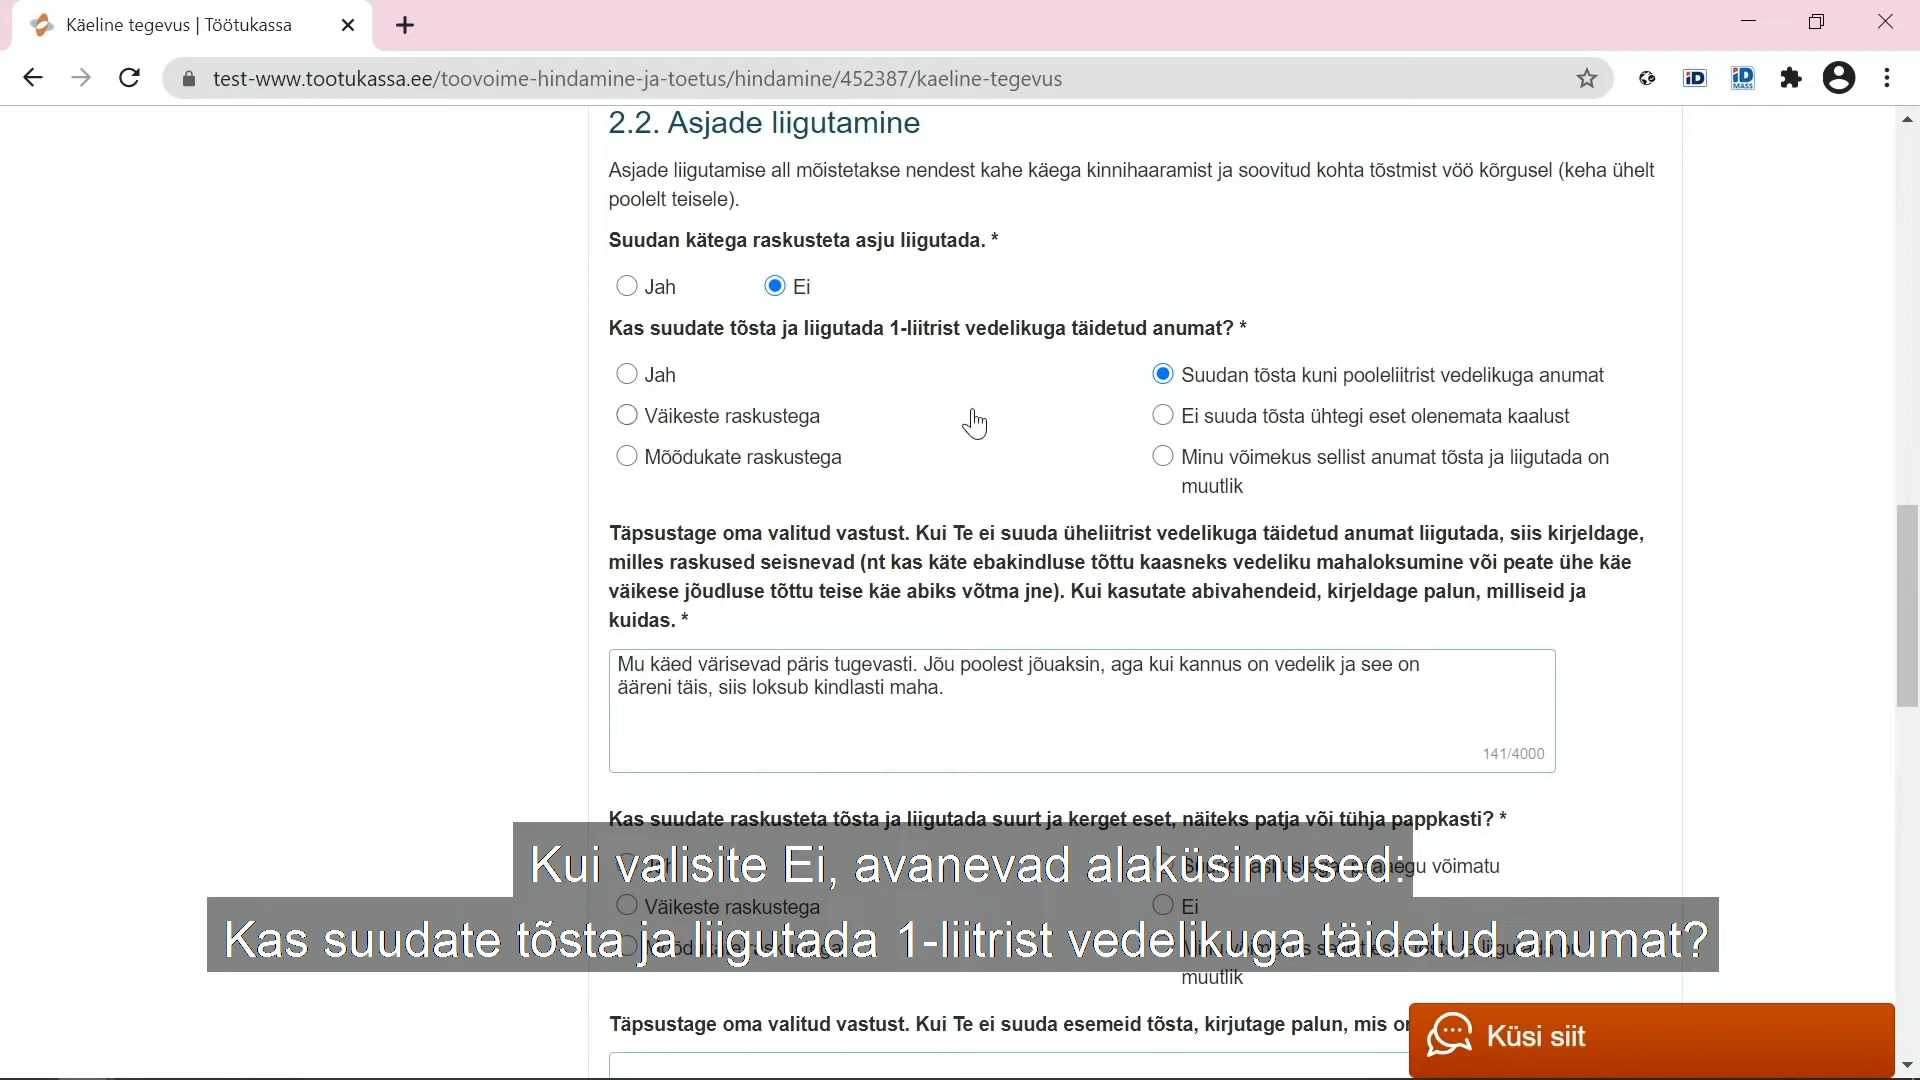 Käeline tegevus | Töötukassa
test-www.tootukassa.ee/toovoime-hindamine-ja-toetus/hindamine/452387/kaeline-tegevus
iD
iD
MASS
2.2. Asjade liigutamine
Asjade liigutamise all mõistetakse nendest kahe käega kinnihaaramist ja soovitud kohta tõstmist vöö kõrgusel (keha ühelt
poolelt teisele).
Suudan kätega raskusteta asju liigutada. *
Jah
Ei
Kas suudate tõsta ja liigutada 1-liitrist vedelikuga täidetud anumat? *
Jah
Suudan tõsta kuni pooleliitrist vedelikuga anumat
Väikeste raskustega
Ei suuda tõsta ühtegi eset olenemata kaalust
Mõõdukate raskustega
Minu võimekus sellist anumat tõsta ja liigutada on
muutlik
Täpsustage oma valitud vastust. Kui Te ei suuda üheliitrist vedelikuga täidetud anumat liigutada, siis kirjeldage,
milles raskused seisnevad (nt kas käte ebakindluse tõttu kaasneks vedeliku mahaloksumine või peate ühe käe
väikese jõudluse tõttu teise käe abiks võtma jne). Kui kasutate abivahendeid, kirjeldage palun, milliseid ja
kuidas. *
Mu käed värisevad päris tugevasti. Jõu poolest jõuaksin, aga kui kannus on vedelik ja see on
ääreni täis, siis loksub kindlasti maha.
141/4000
Kas suudate raskusteta tõsta ja liigutada suurt ja kerget eset, näiteks patja või tühja pappkasti? *
Kui valisite Ei, avanevad alaküsimused:
võimatu
Väikeste raskustega
Ei
Kas suudate tõsta ja liigutada 1-liitrist vedelikuga täidetud anumat?
muutlik
Täpsustage oma valitud vastust. Kui Te ei suuda esemeid tõsta, kirjutage palun, mis
Küsi siit